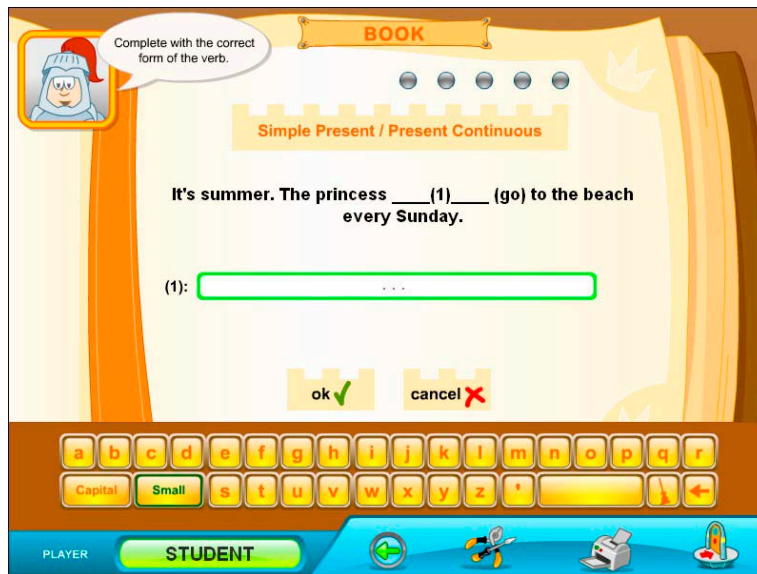 BOOK
Complete with the correct
form of the verb.
Simple Present / Present Continuous
It's summer. The princess ____(1)____ (go) to the beach
every Sunday.
(1): ...
ok cancel
a b c d e f g h i j k l m n o p q r
Capital Small s t u v w x y z '
PLAYER STUDENT